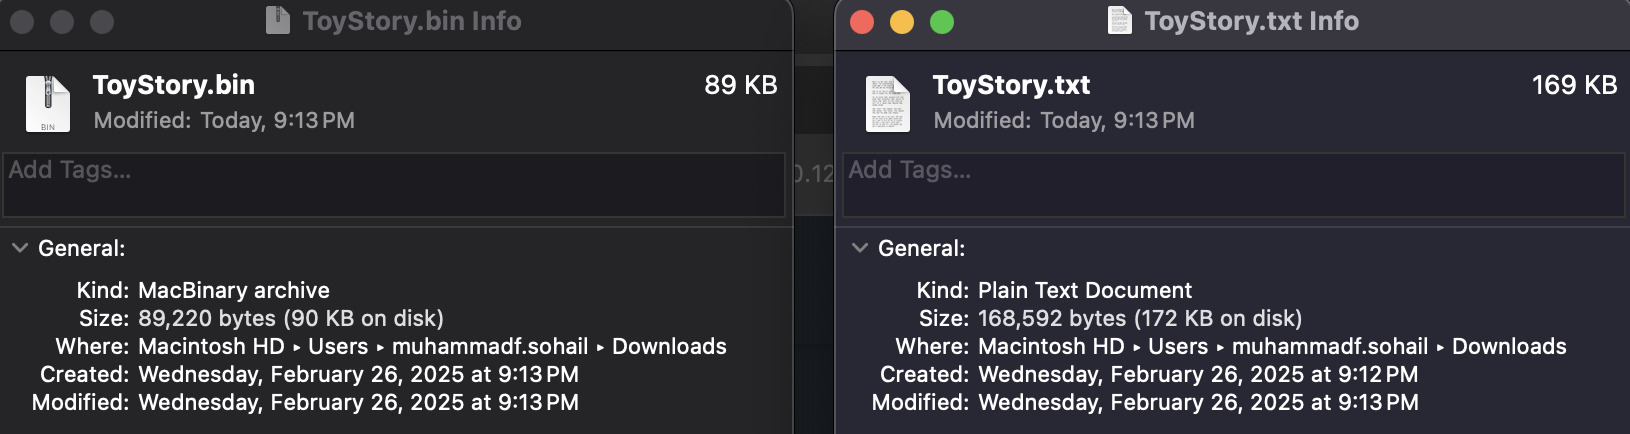 ToyStory.bin Info
ToyStory.bin
89 KB
Modified: Today, 9:13 PM
BIN
Add Tags...
General:
Kind: MacBinary archive
Size: 89,220 bytes (90 KB on disk)
Where: Macintosh HD ▸ Users ▸ muhammadf.sohail ▸ Downloads
Created: Wednesday, February 26, 2025 at 9:13 PM
Modified: Wednesday, February 26, 2025 at 9:13 PM
0.12
ToyStory.txt Info
ToyStory.txt
169 KB
Modified: Today, 9:13 PM
Add Tags...
General:
Kind: Plain Text Document
Size: 168,592 bytes (172 KB on disk)
Where: Macintosh HD ▸ Users ▸ muhammadf.sohail ▸ Downloads
Created: Wednesday, February 26, 2025 at 9:12 PM
Modified: Wednesday, February 26, 2025 at 9:13 PM